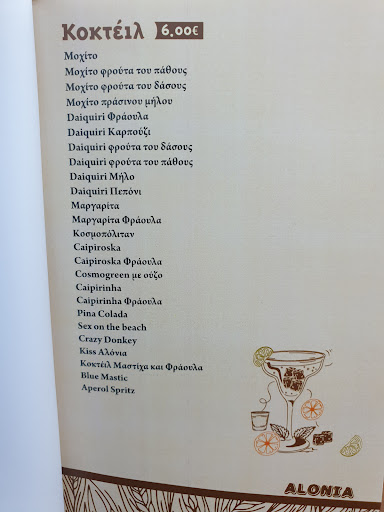 Κοκτέιλ 6.00€
Μοχίτο
Μοχίτο φρούτα του πάθους
Μοχίτο φρούτα του δάσους
Μοχίτο πράσινου μήλου
Daiquiri Φράουλα
Daiquiri Καρπούζι
Daiquiri φρούτα του δάσους
Daiquiri φρούτα του πάθους
Daiquiri Μήλο
Daiquiri Πεπόνι
Μαργαρίτα
Μαργαρίτα Φράουλα
Κοσμοπόλιταν
Caipiroska
Caipiroska Φράουλα
Cosmogreen με ούζο
Caipirinha
Caipirinha Φράουλα
Pina Colada
Sex on the beach
Crazy Donkey
Kiss Αλόνια
Κοκτέιλ Μαστίχα και Φράουλα
Blue Mastic
Aperol Spritz
ALONIA